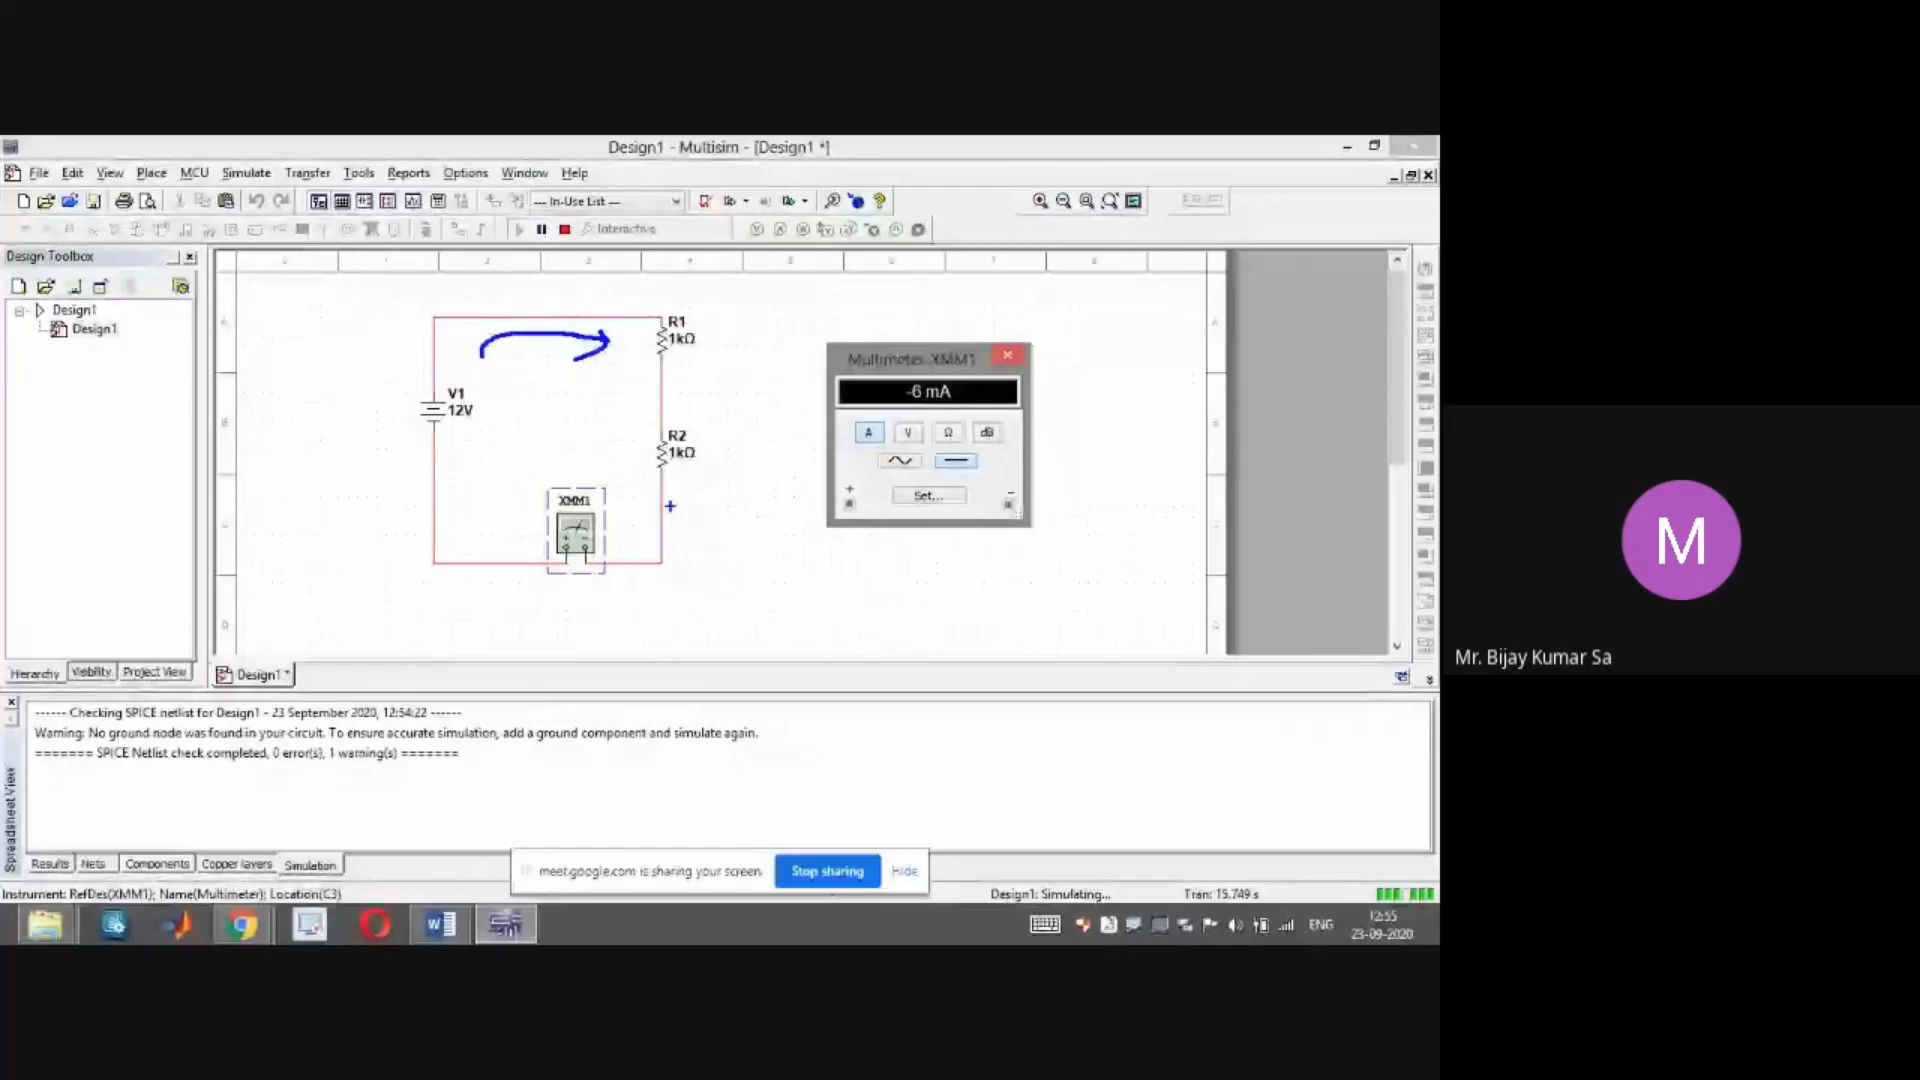 Design1 - Multisim - [Design1 *]
File Edit View Place MCU Simulate Transfer Tools Reports Options Window Help
--- In-Use List ---
Interactive
Design Toolbox
Design1
Design1
Hierarchy Visibility Project View
R1
1kΩ
V1
12V
R2
1kΩ
XMM1
Multimeter-XMM1
-6 mA
A V Ω dB
Set...
+ -
Design1 *
------ Checking SPICE netlist for Design1 - 23 September 2020, 12:54:22 ------
Warning: No ground node was found in your circuit. To ensure accurate simulation, add a ground component and simulate again.
======= SPICE Netlist check completed, 0 error(s), 1 warning(s) =======
Spreadsheet View
Results Nets Components Copper layers Simulation
meet.google.com is sharing your screen. Stop sharing Hide
Instrument: RefDes(XMM1); Name(Multimeter); Location(C3)
Design1: Simulating... Tran: 15.749 s
ENG
12:55
23-09-2020
M
Mr. Bijay Kumar Sa